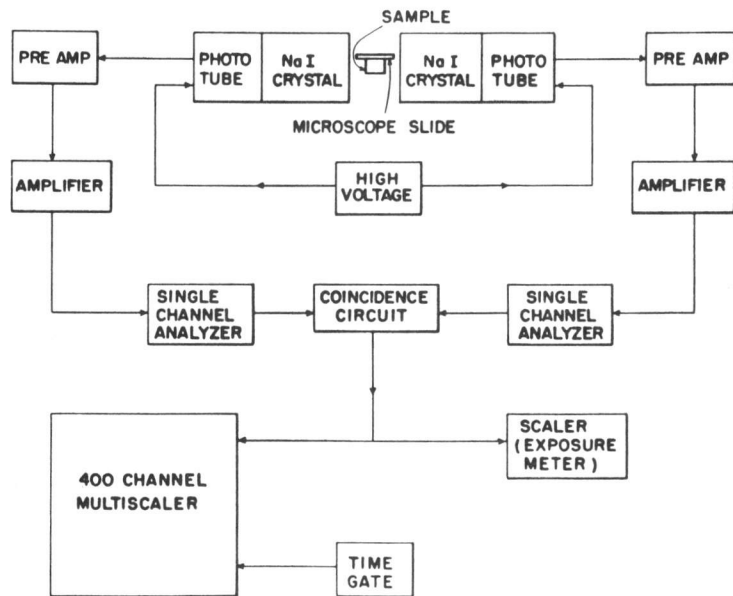 SAMPLE
PRE AMP
PHOTO
TUBE
Na I
CRYSTAL
Na I
CRYSTAL
PHOTO
TUBE
PRE AMP
MICROSCOPE SLIDE
AMPLIFIER
HIGH
VOLTAGE
AMPLIFIER
SINGLE
CHANNEL
ANALYZER
COINCIDENCE
CIRCUIT
SINGLE
CHANNEL
ANALYZER
400 CHANNEL
MULTISCALER
SCALER
(EXPOSURE
METER)
TIME
GATE